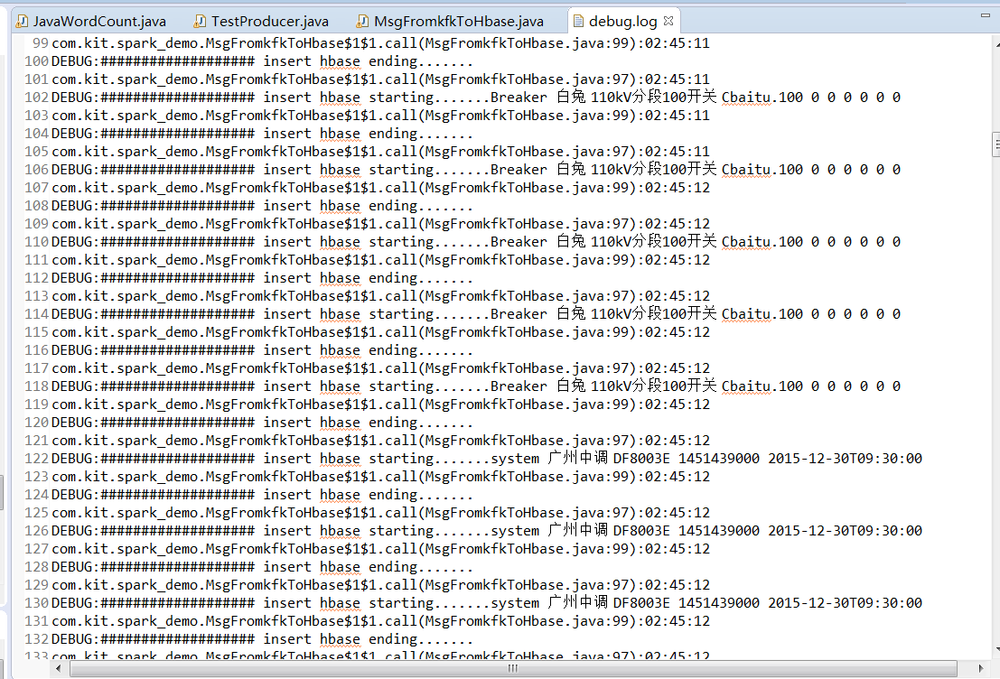 JavaWordCount.java TestProducer.java MsgFromkfkToHbase.java debug.log
99 com.kit.spark_demo.MsgFromkfkToHbase$1$1.call(MsgFromkfkToHbase.java:99):02:45:11
100 DEBUG:################### insert hbase ending.......
101 com.kit.spark_demo.MsgFromkfkToHbase$1$1.call(MsgFromkfkToHbase.java:97):02:45:11
102 DEBUG:################### insert hbase starting.......Breaker 白兔 110kV分段100开关 Cbaitu.100 0 0 0 0 0 0
103 com.kit.spark_demo.MsgFromkfkToHbase$1$1.call(MsgFromkfkToHbase.java:99):02:45:11
104 DEBUG:################### insert hbase ending.......
105 com.kit.spark_demo.MsgFromkfkToHbase$1$1.call(MsgFromkfkToHbase.java:97):02:45:11
106 DEBUG:################### insert hbase starting.......Breaker 白兔 110kV分段100开关 Cbaitu.100 0 0 0 0 0 0
107 com.kit.spark_demo.MsgFromkfkToHbase$1$1.call(MsgFromkfkToHbase.java:99):02:45:12
108 DEBUG:################### insert hbase ending.......
109 com.kit.spark_demo.MsgFromkfkToHbase$1$1.call(MsgFromkfkToHbase.java:97):02:45:12
110 DEBUG:################### insert hbase starting.......Breaker 白兔 110kV分段100开关 Cbaitu.100 0 0 0 0 0 0
111 com.kit.spark_demo.MsgFromkfkToHbase$1$1.call(MsgFromkfkToHbase.java:99):02:45:12
112 DEBUG:################### insert hbase ending.......
113 com.kit.spark_demo.MsgFromkfkToHbase$1$1.call(MsgFromkfkToHbase.java:97):02:45:12
114 DEBUG:################### insert hbase starting.......Breaker 白兔 110kV分段100开关 Cbaitu.100 0 0 0 0 0 0
115 com.kit.spark_demo.MsgFromkfkToHbase$1$1.call(MsgFromkfkToHbase.java:99):02:45:12
116 DEBUG:################### insert hbase ending.......
117 com.kit.spark_demo.MsgFromkfkToHbase$1$1.call(MsgFromkfkToHbase.java:97):02:45:12
118 DEBUG:################### insert hbase starting.......Breaker 白兔 110kV分段100开关 Cbaitu.100 0 0 0 0 0 0
119 com.kit.spark_demo.MsgFromkfkToHbase$1$1.call(MsgFromkfkToHbase.java:99):02:45:12
120 DEBUG:################### insert hbase ending.......
121 com.kit.spark_demo.MsgFromkfkToHbase$1$1.call(MsgFromkfkToHbase.java:97):02:45:12
122 DEBUG:################### insert hbase starting.......system 广州中调 DF8003E 1451439000 2015-12-30T09:30:00
123 com.kit.spark_demo.MsgFromkfkToHbase$1$1.call(MsgFromkfkToHbase.java:99):02:45:12
124 DEBUG:################### insert hbase ending.......
125 com.kit.spark_demo.MsgFromkfkToHbase$1$1.call(MsgFromkfkToHbase.java:97):02:45:12
126 DEBUG:################### insert hbase starting.......system 广州中调 DF8003E 1451439000 2015-12-30T09:30:00
127 com.kit.spark_demo.MsgFromkfkToHbase$1$1.call(MsgFromkfkToHbase.java:99):02:45:12
128 DEBUG:################### insert hbase ending.......
129 com.kit.spark_demo.MsgFromkfkToHbase$1$1.call(MsgFromkfkToHbase.java:97):02:45:12
130 DEBUG:################### insert hbase starting.......system 广州中调 DF8003E 1451439000 2015-12-30T09:30:00
131 com.kit.spark_demo.MsgFromkfkToHbase$1$1.call(MsgFromkfkToHbase.java:99):02:45:12
132 DEBUG:################### insert hbase ending.......
133 com.kit.spark_demo.MsgFromkfkToHbase$1$1.call(MsgFromkfkToHbase.java:97):02:45:12